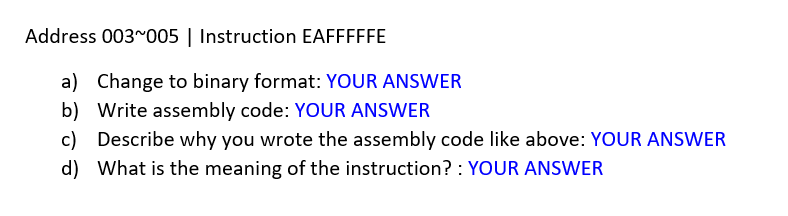 Address 003~005 | Instruction EAFFFFFE
a) Change to binary format: YOUR ANSWER
b) Write assembly code: YOUR ANSWER
c) Describe why you wrote the assembly code like above: YOUR ANSWER
d) What is the meaning of the instruction? : YOUR ANSWER